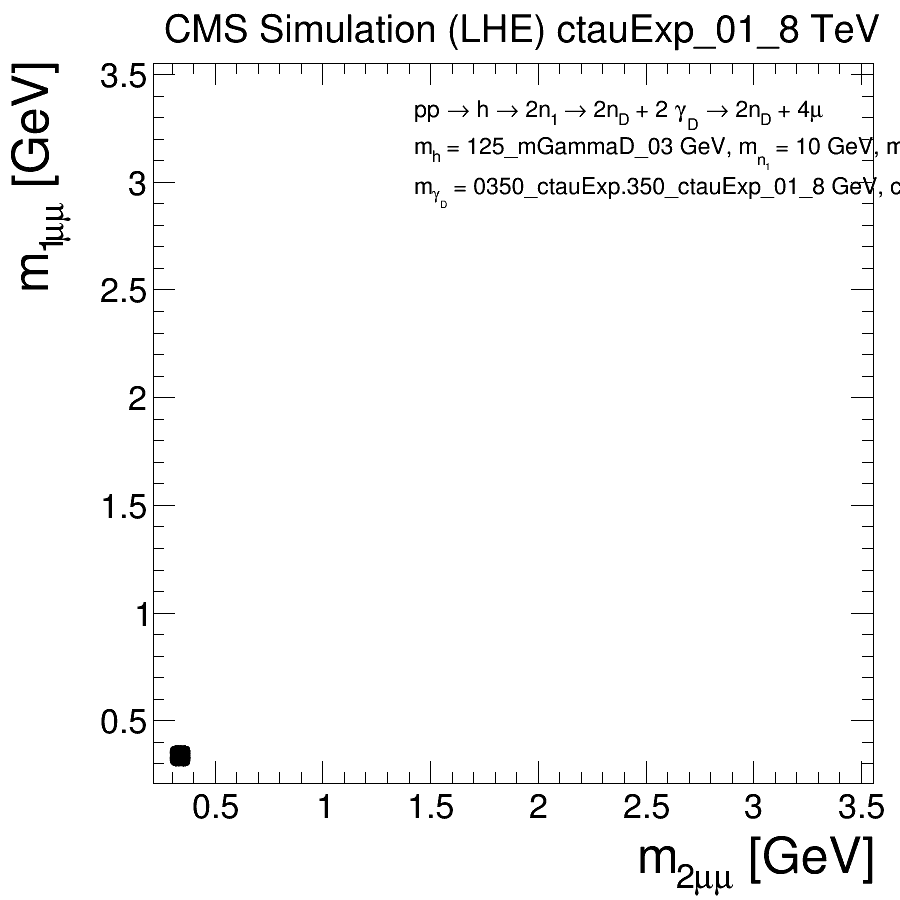 CMS Simulation (LHE) ctauExp_01_8 TeV
pp → h → 2n1 → 2nD + 2 γD → 2nD + 4μ
mh = 125_mGammaD_03 GeV, mn1 = 10 GeV, m
mγD = 0350_ctauExp.350_ctauExp_01_8 GeV, c
m1μμ [GeV]
3.5
3
2.5
2
1.5
1
0.5
0.5 1 1.5 2 2.5 3 3.5
m2μμ [GeV]